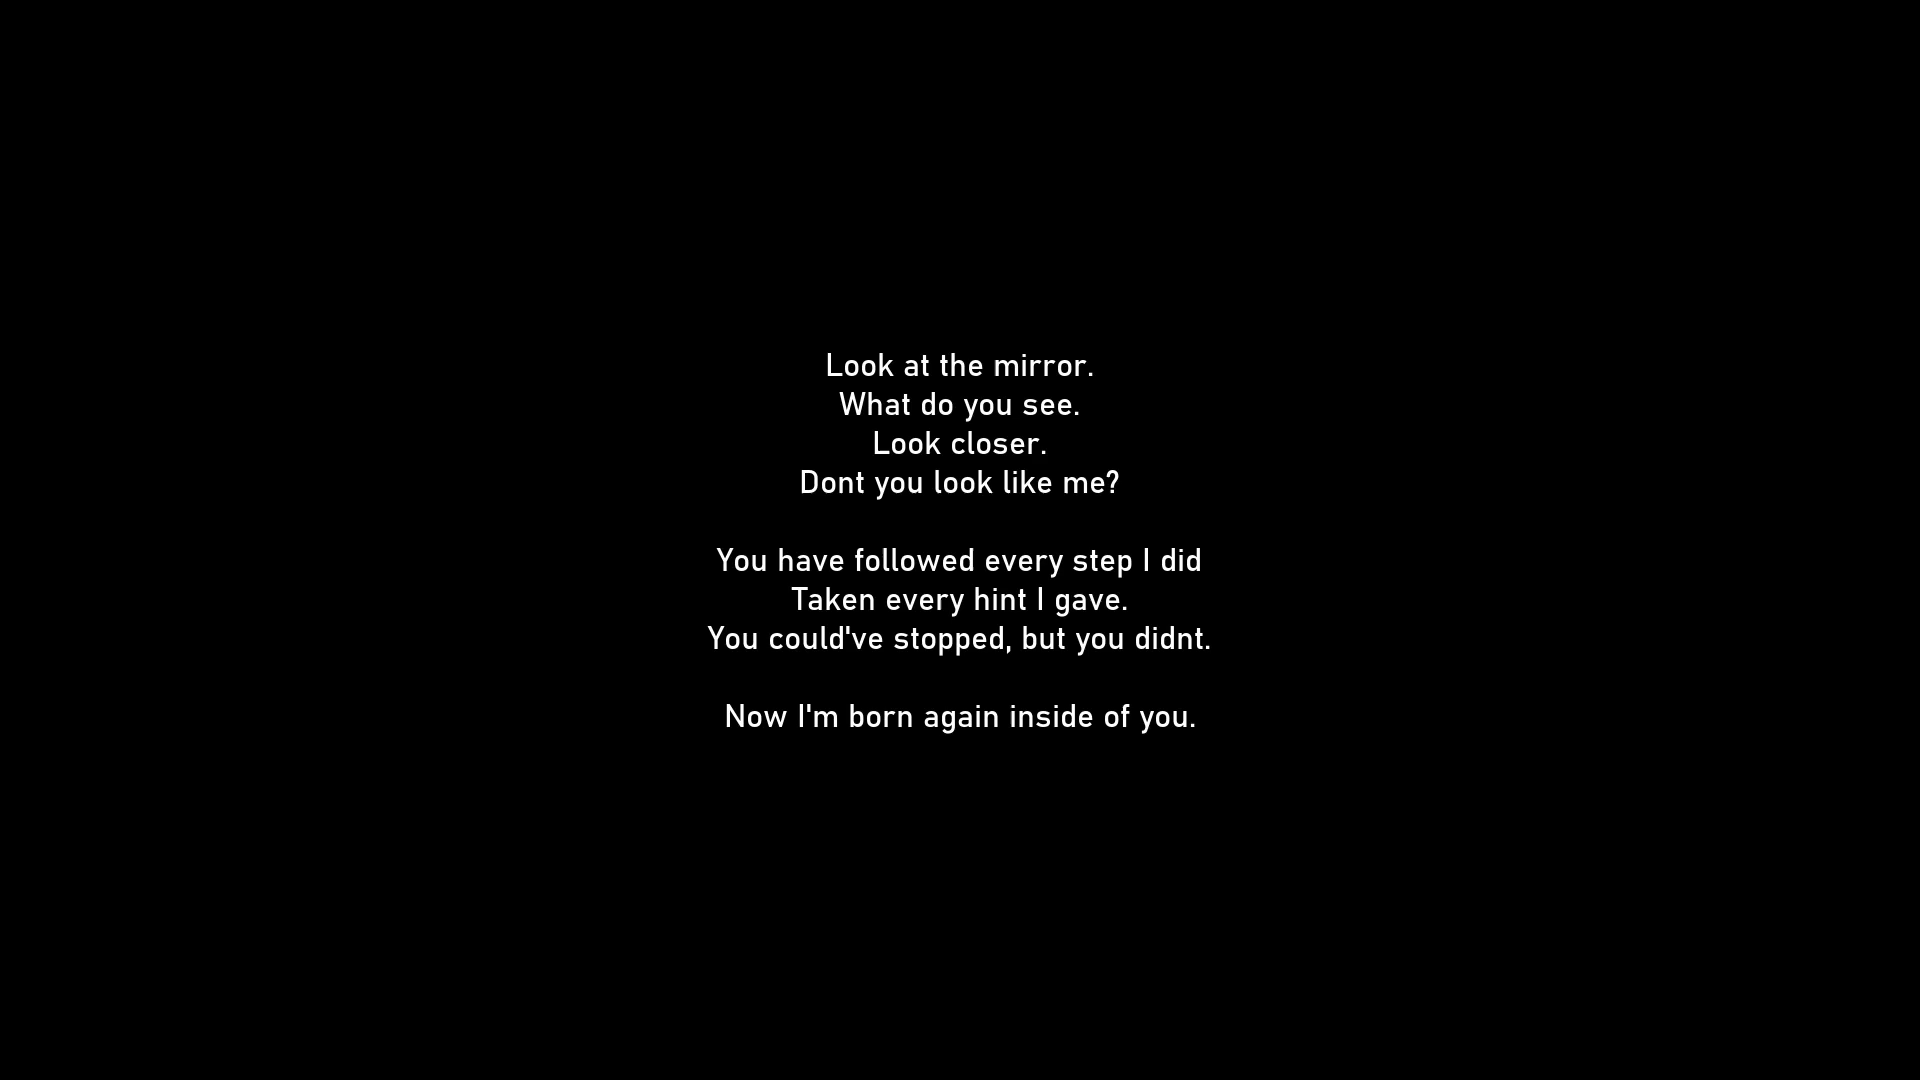 Look at the mirror.
What do you see.
Look closer.
Dont you look like me?
You have followed every step I did
Taken every hint I gave.
You could've stopped, but you didnt.
Now I'm born again inside of you.